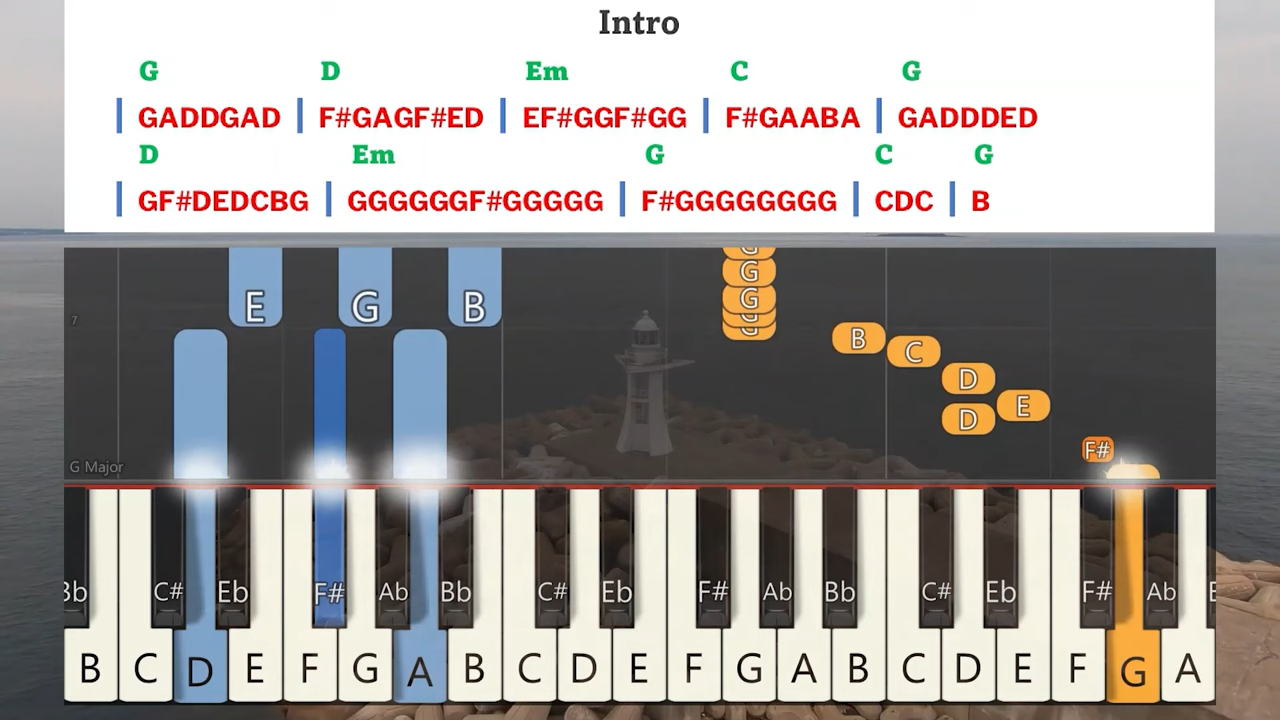 Intro
G D Em C G
| GADDGAD | F#GAGF#ED | EF#GGF#GG | F#GAABA | GADDDED
D Em G C G
| GF#DEDCBG | GGGGGGF#GGGGG | F#GGGGGGGG | CDC | B
G
G
E G B G
7
G
G
B
C
D
E
D
F#
G Major
Bb C# Eb F# Ab Bb C# Eb F# Ab Bb C# Eb F# Ab
B C D E F G A B C D E F G A B C D E F G A